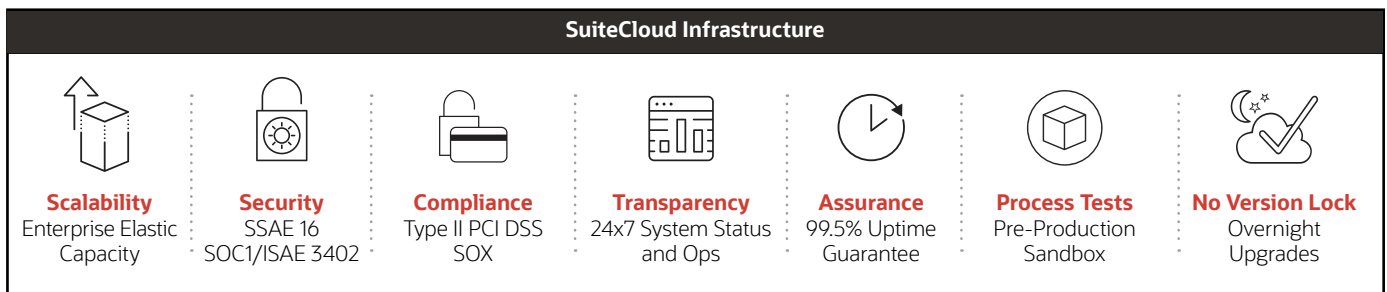 SuiteCloud Infrastructure
Scalability
Enterprise Elastic
Capacity
Security
SSAE 16
SOC1/ISAE 3402
Compliance
Type II PCI DSS
SOX
Transparency
24x7 System Status
and Ops
Assurance
99.5% Uptime
Guarantee
Process Tests
Pre-Production
Sandbox
No Version Lock
Overnight
Upgrades